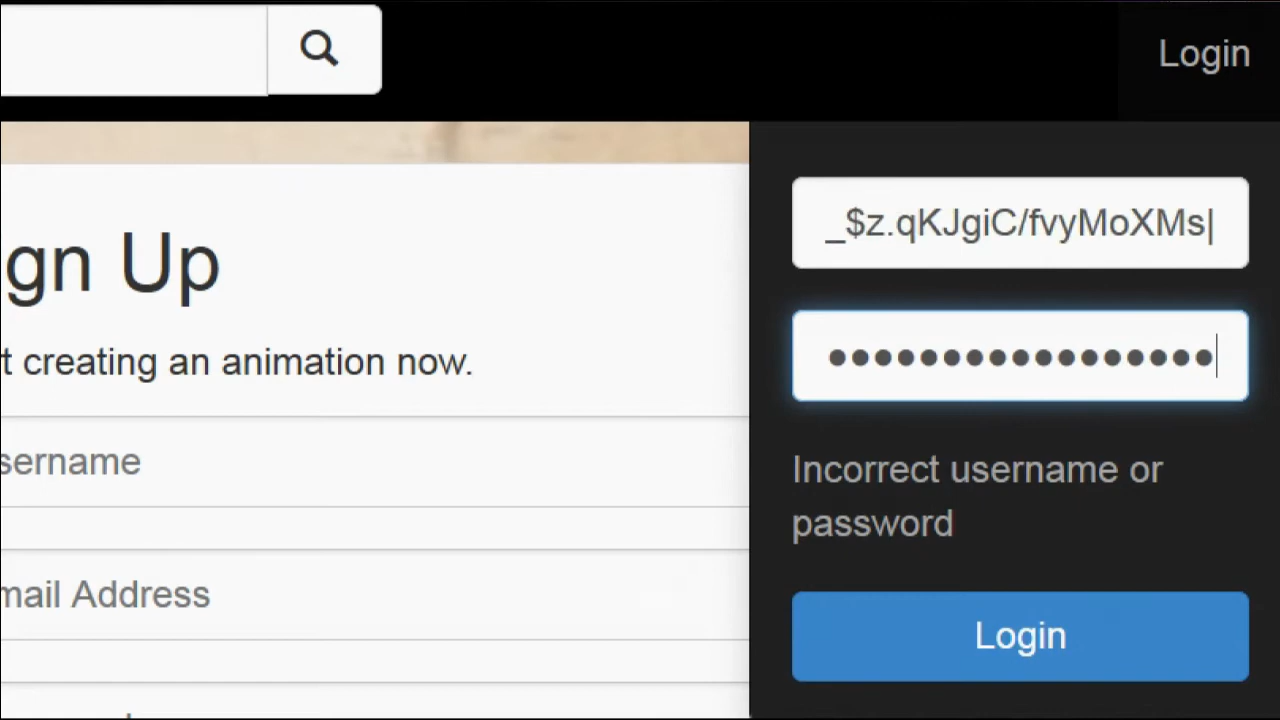 Login
_$z.qKJgiC/fvyMoXMs|
gn Up
t creating an animation now.
sername
mail Address
●●●●●●●●●●●●●●●●●
Incorrect username or
password
Login